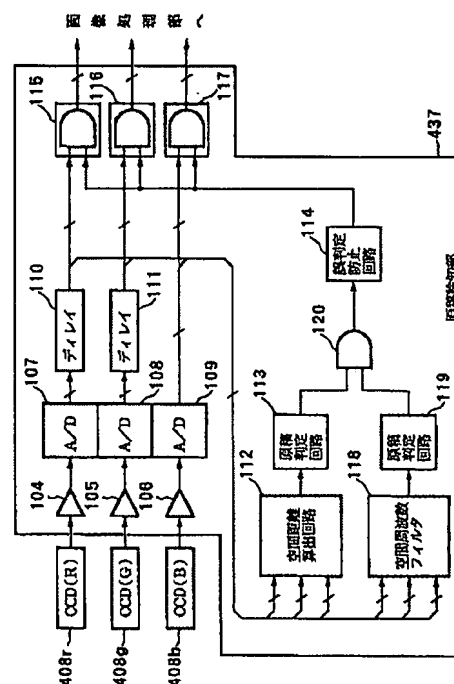 408r
CCD(R)
104
107
A/D
110
ディレイ
115
408g
CCD(G)
105
108
A/D
111
ディレイ
116
408b
CCD(B)
106
109
A/D
117
画像処理部へ
112
空間距離
算出回路
113
原稿
判定
回路
120
114
誤判定
防止
回路
118
空間周波数
フィルタ
119
原稿
判定
回路
437